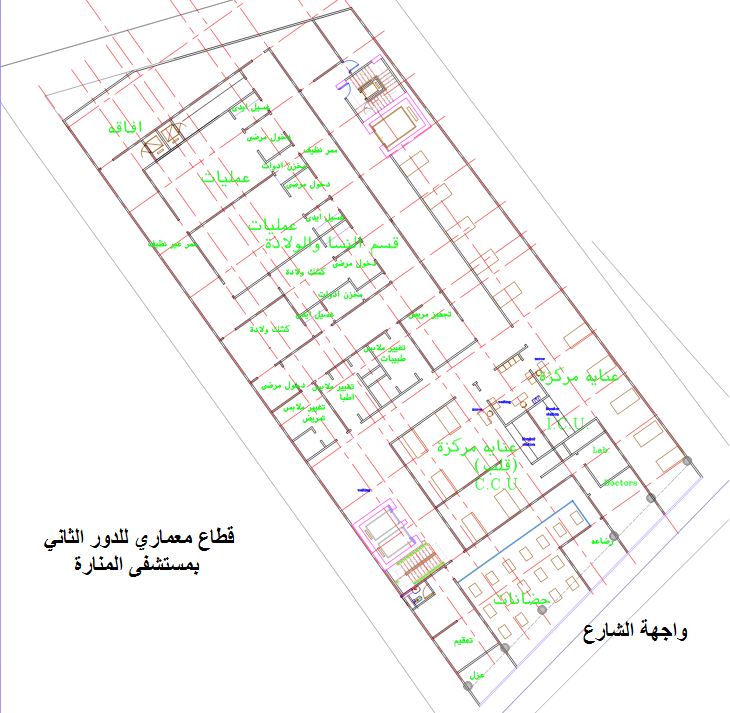 غسيل ايدي
افاقه
دخول مرضى
ممر نظيف
مخزن ادوات
عمليات
دخول مرضى
غسيل ايدي
عمليات
قسم النسا والولادة
ممر غير نظيف
دخول مرضى
كشك ولادة
مخزن ادوات
غسيل ايدي
تجهيز مريض
كشك ولادة
تغيير ملابس
طبيبات
دخول مرضى
تغيير ملابس
اطبا
تغيير ملابس
تمريض
عناية مركزة
I.C.U
عناية مركزة
(قلب)
C.C.U
Lab
Doctors
waiting
رضاعه
حضانات
تعقيم
عزل
قطاع معماري للدور الثاني
بمستشفى المنارة
واجهة الشارع